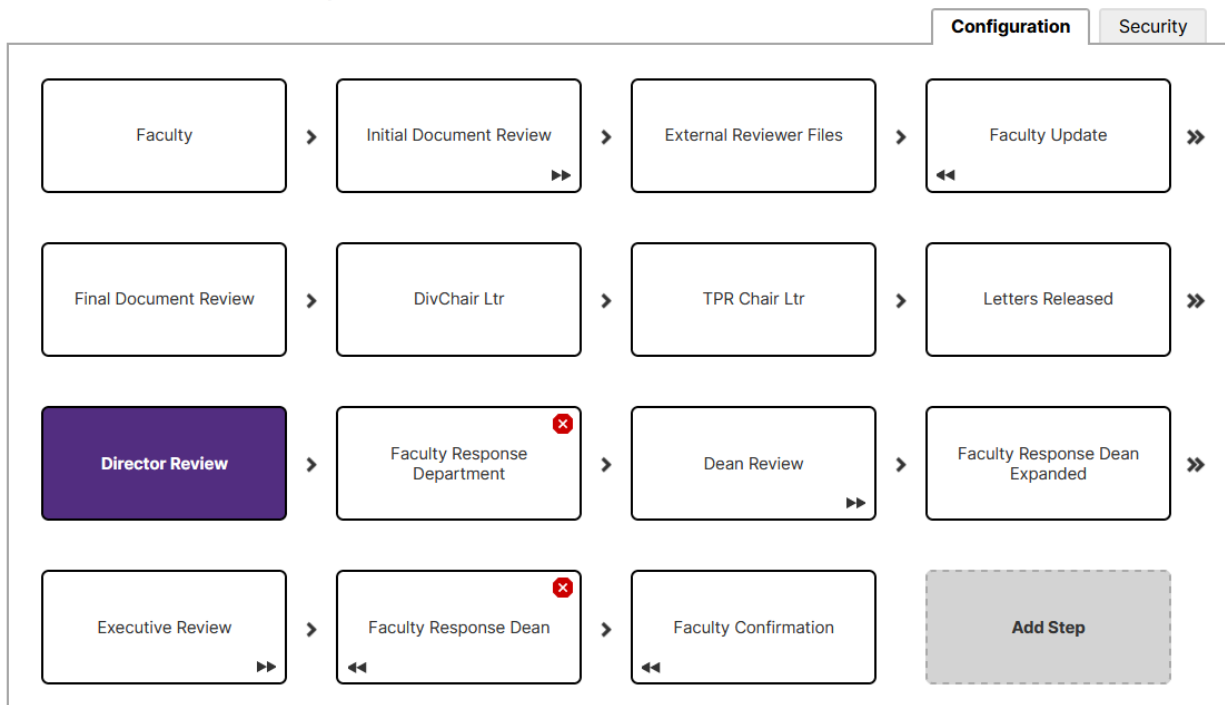 Configuration
Security
Faculty
Initial Document Review
External Reviewer Files
Faculty Update
Final Document Review
DivChair Ltr
TPR Chair Ltr
Letters Released
Director Review
Faculty Response
Department
Dean Review
Faculty Response Dean
Expanded
Executive Review
Faculty Response Dean
Faculty Confirmation
Add Step